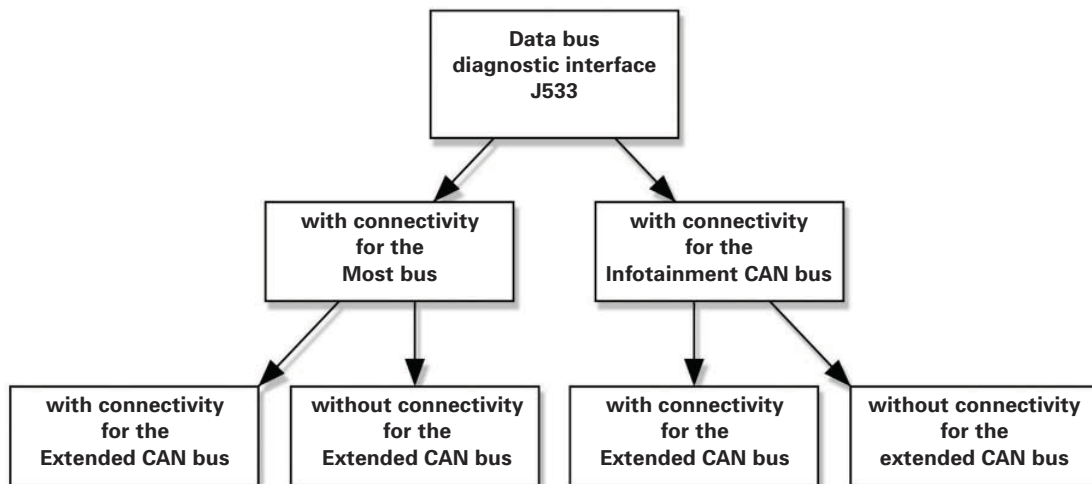 Data bus
diagnostic interface
J533
with connectivity
for the
Most bus
with connectivity
for the
Infotainment CAN bus
with connectivity
for the
Extended CAN bus
without connectivity
for the
Extended CAN bus
with connectivity
for the
Extended CAN bus
without connectivity
for the
extended CAN bus